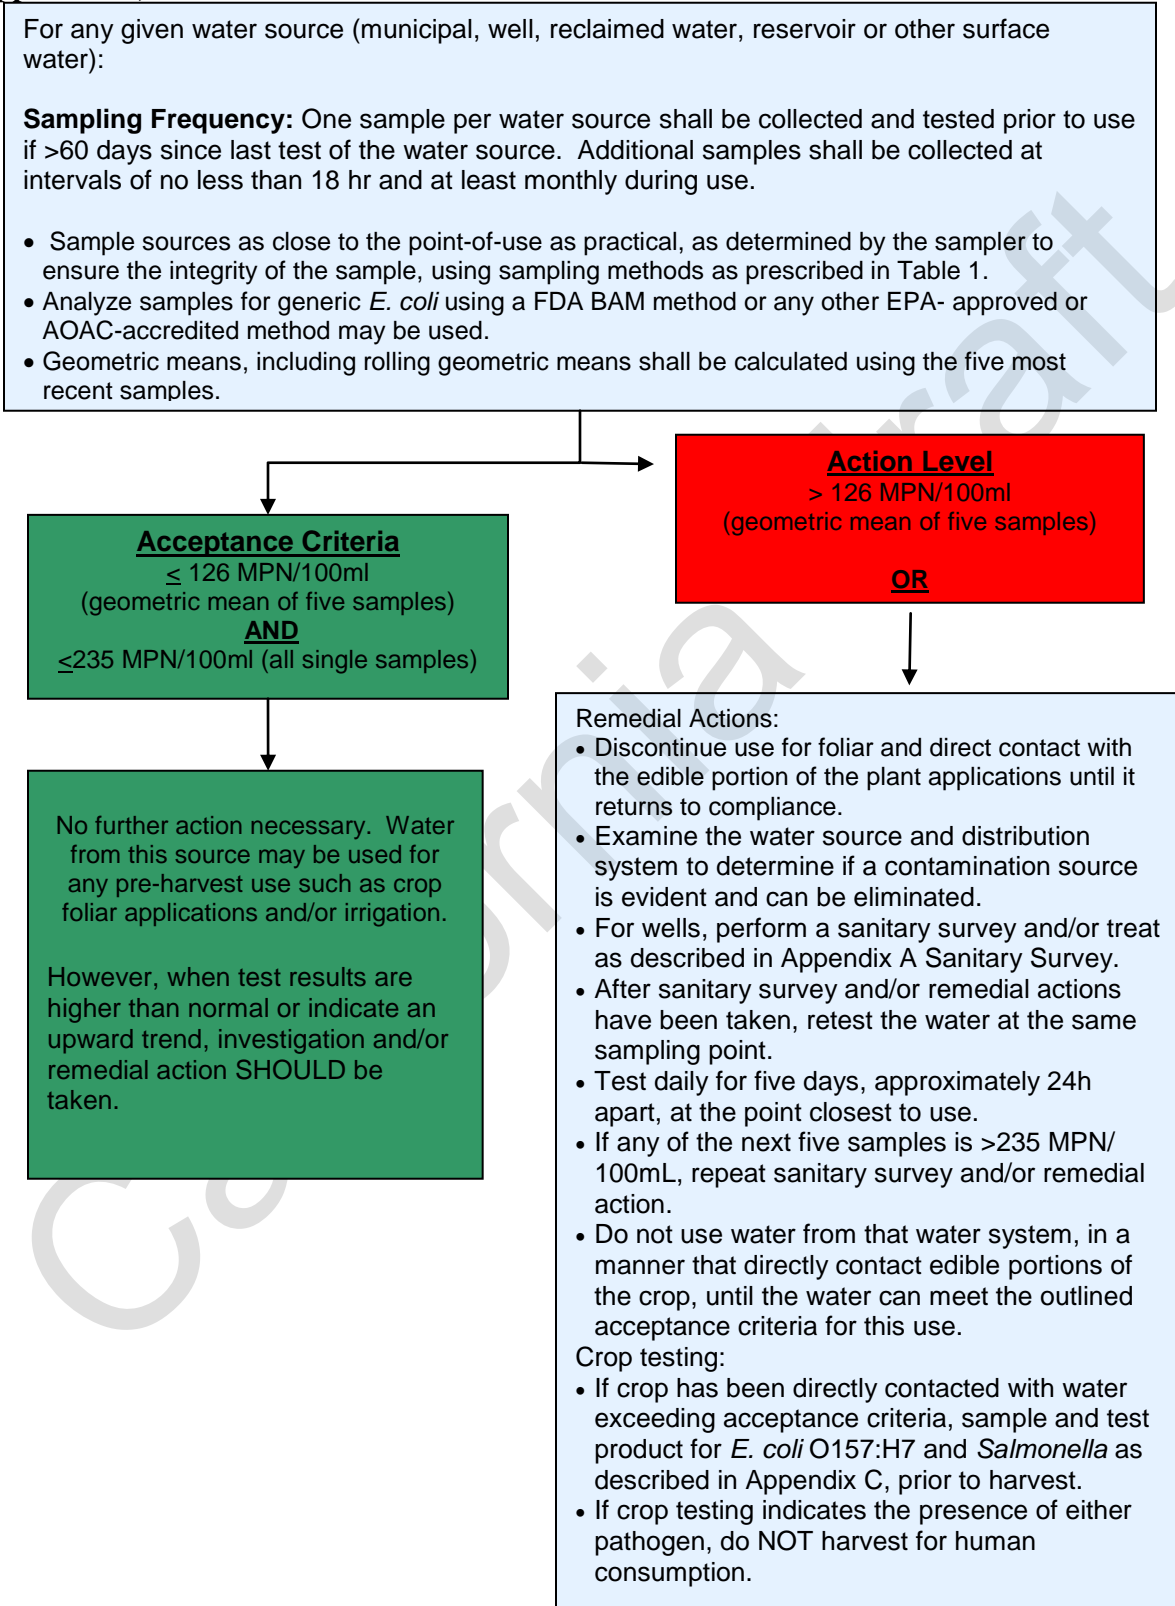 For any given water source (municipal, well, reclaimed water, reservoir or other surface
water):
Sampling Frequency: One sample per water source shall be collected and tested prior to use
if >60 days since last test of the water source. Additional samples shall be collected at
intervals of no less than 18 hr and at least monthly during use.
• Sample sources as close to the point-of-use as practical, as determined by the sampler to
ensure the integrity of the sample, using sampling methods as prescribed in Table 1.
• Analyze samples for generic E. coli using a FDA BAM method or any other EPA- approved or
AOAC-accredited method may be used.
• Geometric means, including rolling geometric means shall be calculated using the five most
recent samples.
Action Level
> 126 MPN/100ml
(geometric mean of five samples)
OR
Acceptance Criteria
≤ 126 MPN/100ml
(geometric mean of five samples)
AND
≤235 MPN/100ml (all single samples)
No further action necessary. Water
from this source may be used for
any pre-harvest use such as crop
foliar applications and/or irrigation.
However, when test results are
higher than normal or indicate an
upward trend, investigation and/or
remedial action SHOULD be
taken.
Remedial Actions:
• Discontinue use for foliar and direct contact with
the edible portion of the plant applications until it
returns to compliance.
• Examine the water source and distribution
system to determine if a contamination source
is evident and can be eliminated.
• For wells, perform a sanitary survey and/or treat
as described in Appendix A Sanitary Survey.
• After sanitary survey and/or remedial actions
have been taken, retest the water at the same
sampling point.
• Test daily for five days, approximately 24h
apart, at the point closest to use.
• If any of the next five samples is >235 MPN/
100mL, repeat sanitary survey and/or remedial
action.
• Do not use water from that water system, in a
manner that directly contact edible portions of
the crop, until the water can meet the outlined
acceptance criteria for this use.
Crop testing:
• If crop has been directly contacted with water
exceeding acceptance criteria, sample and test
product for E. coli O157:H7 and Salmonella as
described in Appendix C, prior to harvest.
• If crop testing indicates the presence of either
pathogen, do NOT harvest for human
consumption.